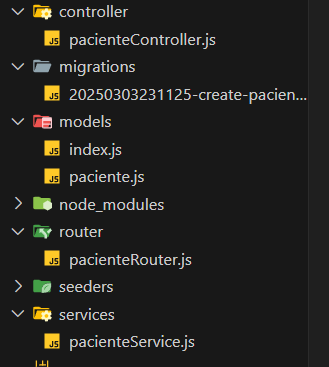 controller
JS pacienteController.js
migrations
JS 20250303231125-create-pacien...
models
JS index.js
JS paciente.js
node_modules
router
JS pacienteRouter.js
seeders
services
JS pacienteService.js